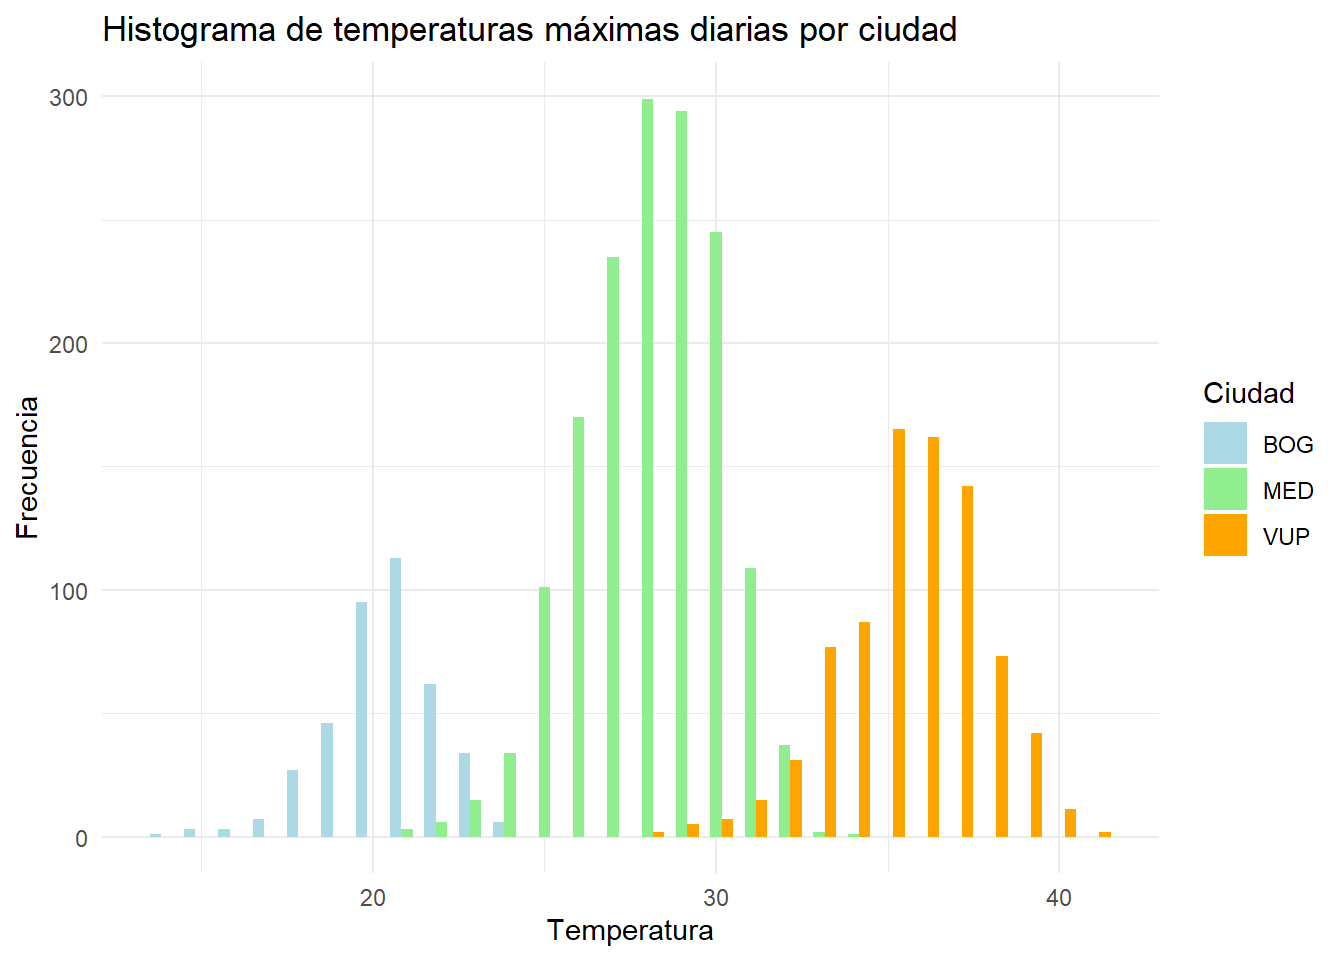 Histograma de temperaturas máximas diarias por ciudad
300
200
100
0
Frecuencia
20
30
40
Temperatura
Ciudad
BOG
MED
VUP